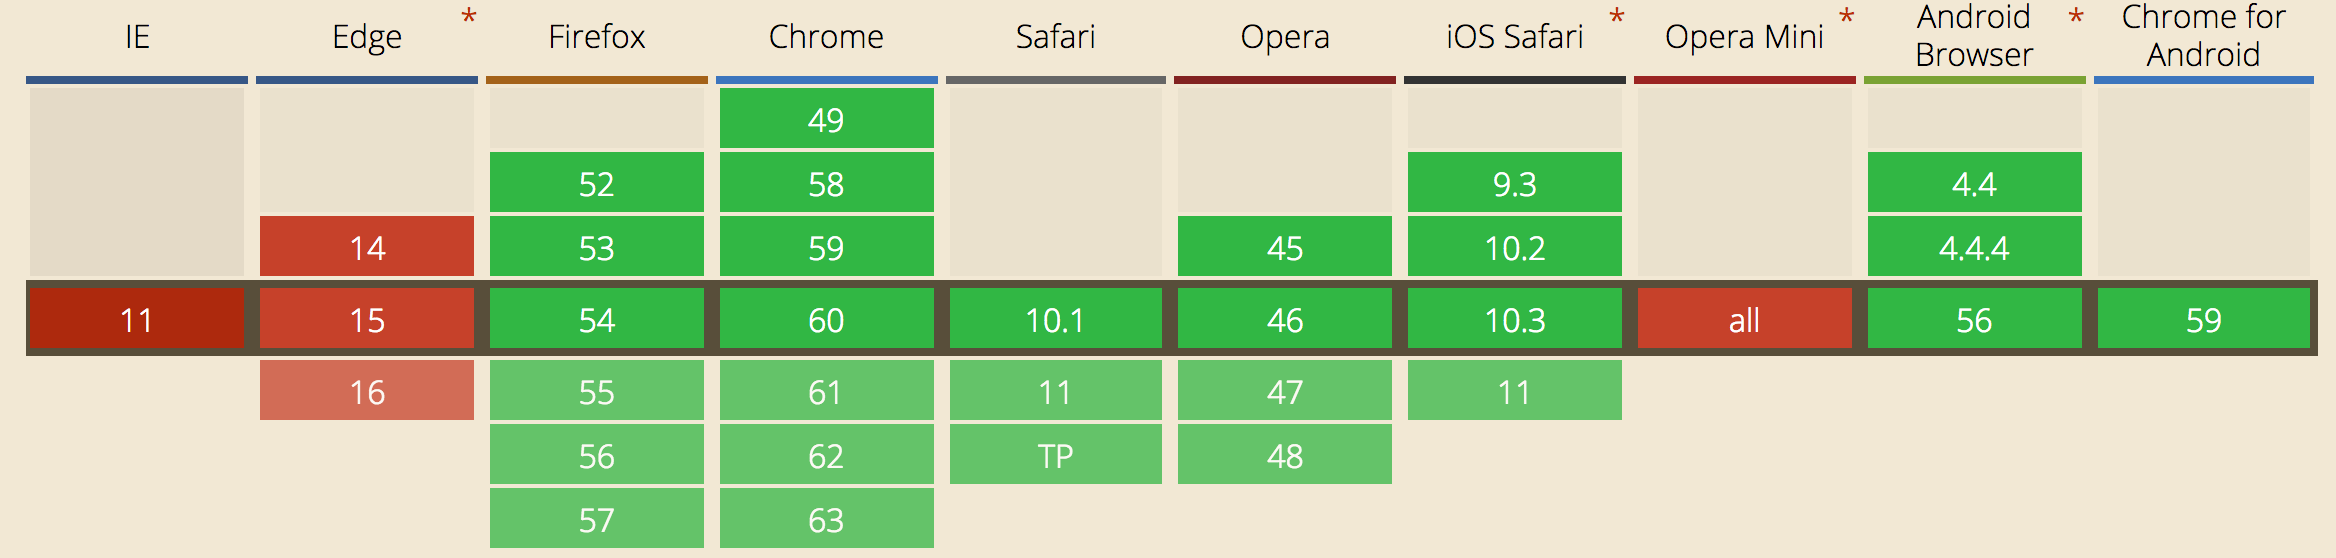 IE Edge * Firefox Chrome Safari Opera iOS Safari * Opera Mini * Android Browser * Chrome for Android
49
52 58 9.3 4.4
14 53 59 45 10.2 4.4.4
11 15 54 60 10.1 46 10.3 all 56 59
16 55 61 11 47 11
56 62 TP 48
57 63